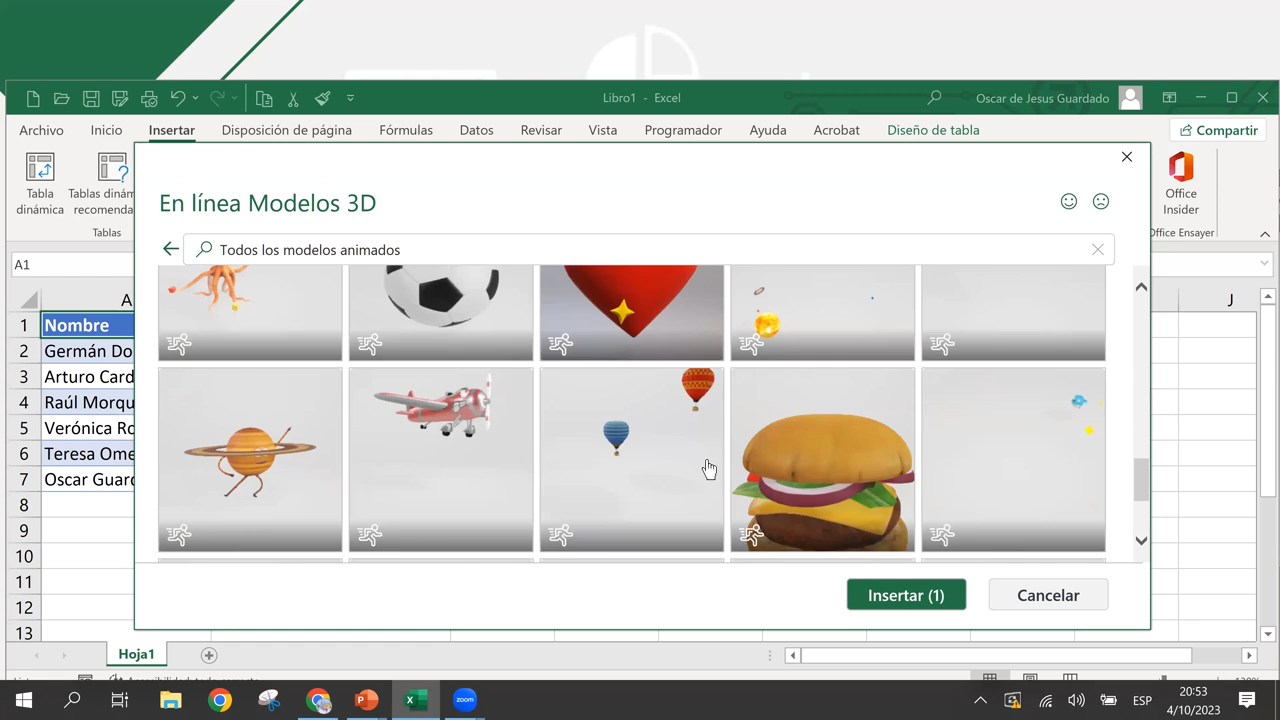 Libro1 - Excel
Oscar de Jesus Guardado
Archivo
Inicio
Insertar
Disposición de página
Fórmulas
Datos
Revisar
Vista
Programador
Ayuda
Acrobat
Diseño de tabla
Compartir
Tabla
dinámica
Tablas dinám
recomenda
Tablas
Office
Insider
Office Ensayer
A1
En línea Modelos 3D
Todos los modelos animados
A
J
1 Nombre
2 Germán Do
3 Arturo Card
4 Raúl Morqu
5 Verónica Ro
6 Teresa Ome
7 Oscar Guard
8
9
10
11
12
13
Insertar (1)
Cancelar
Hoja1
zoom
ESP
20:53
4/10/2023